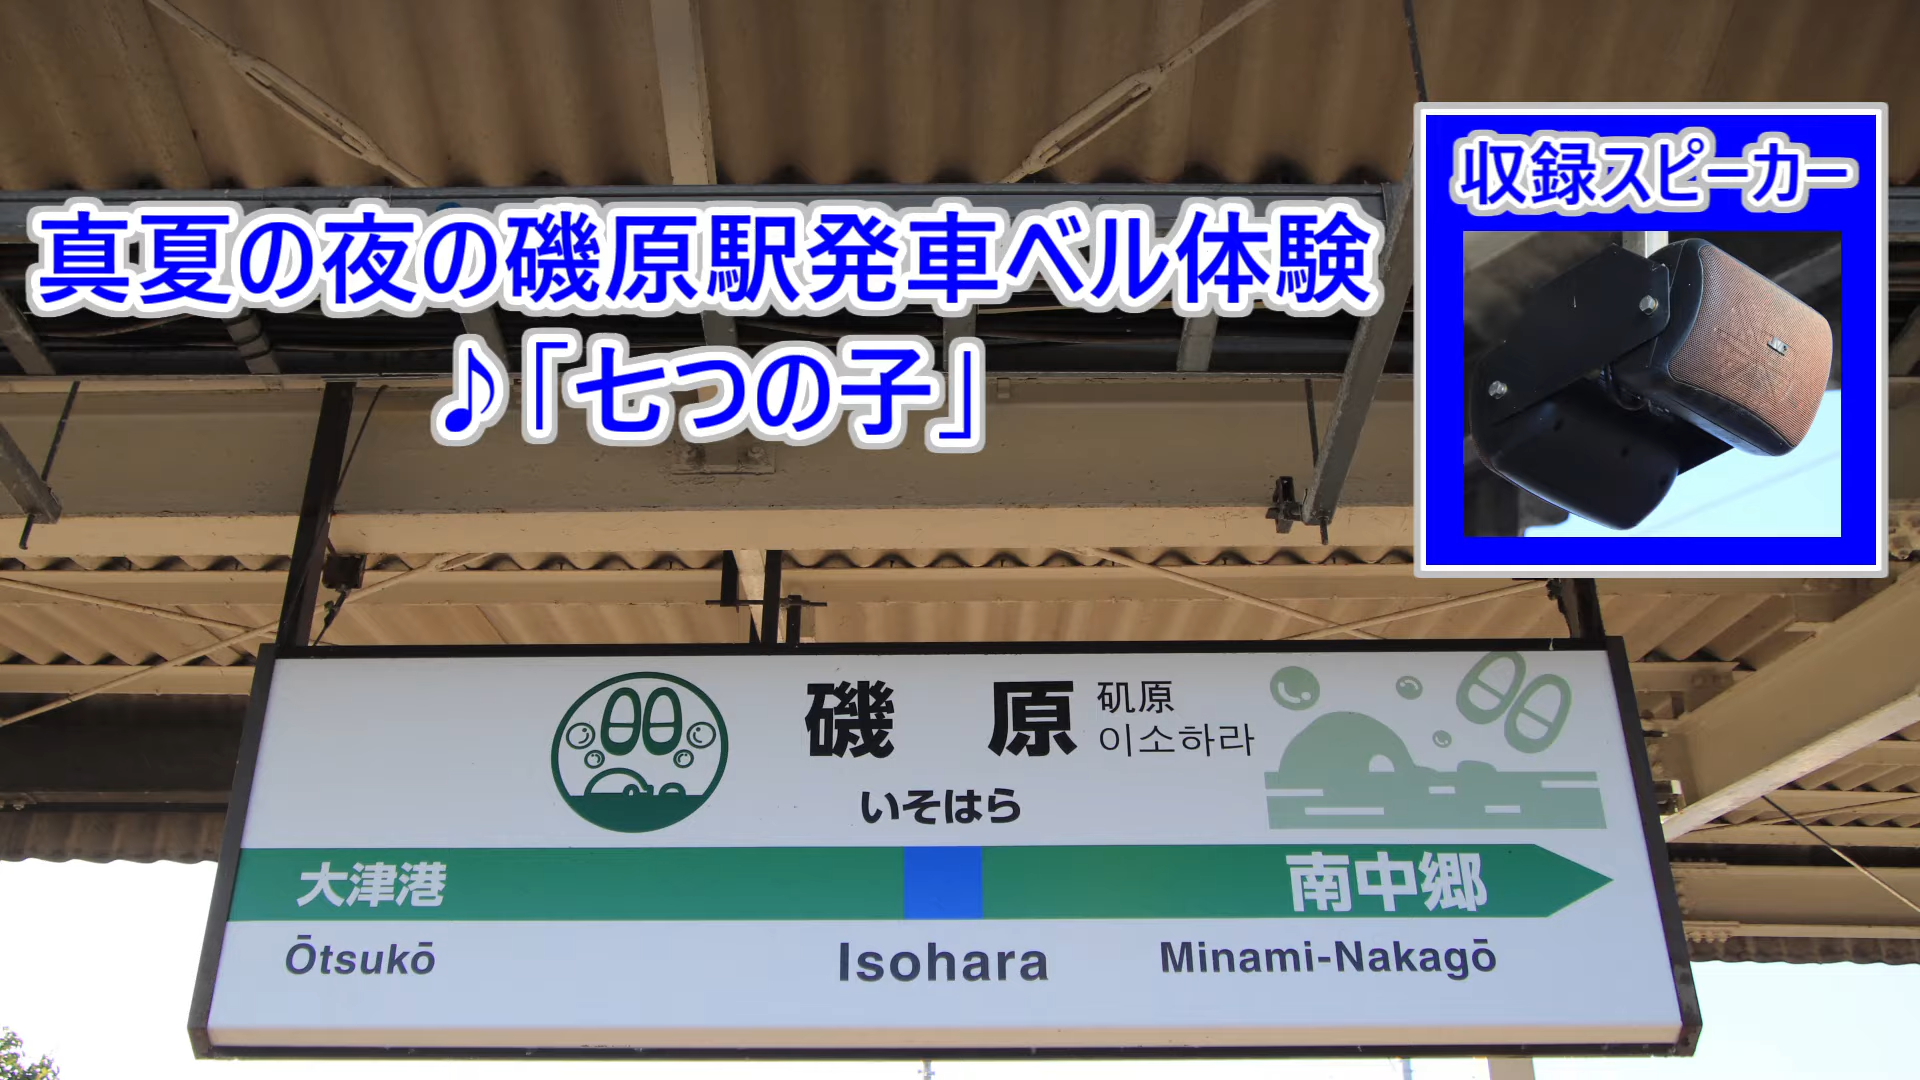 真夏の夜の磯原駅発車ベル体験
♪「七つの子」
収録スピーカー
磯原
矶原
이소하라
いそはら
大津港
南中郷
Ōtsukō
Isohara
Minami-Nakagō